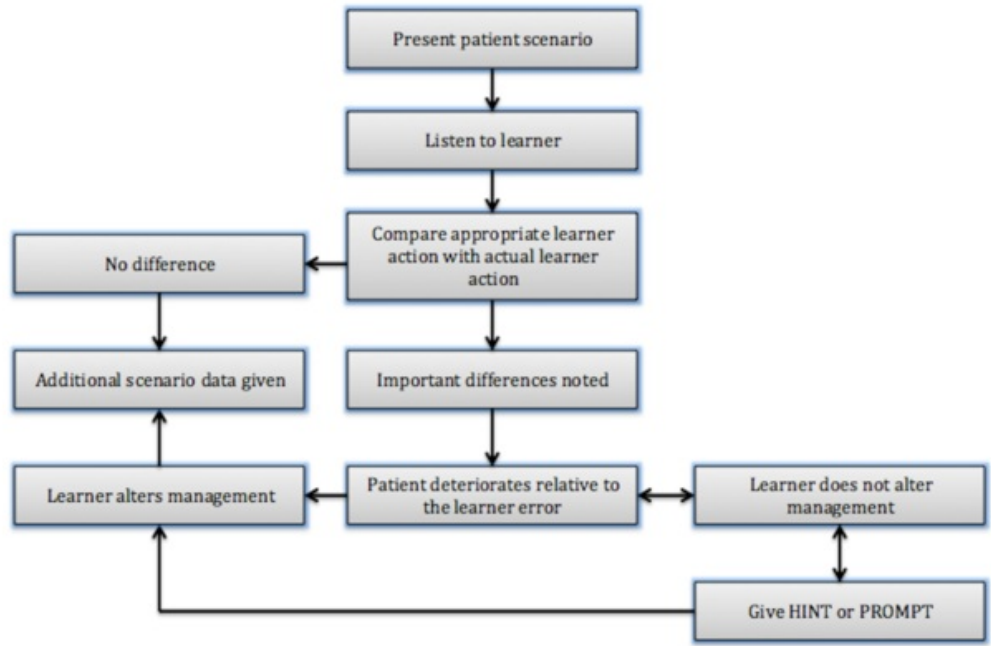 Present patient scenario
Listen to learner
Compare appropriate learner
action with actual learner
action
No difference
Additional scenario data given
Important differences noted
Learner alters management
Patient deteriorates relative to
the learner error
Learner does not alter
management
Give HINT or PROMPT